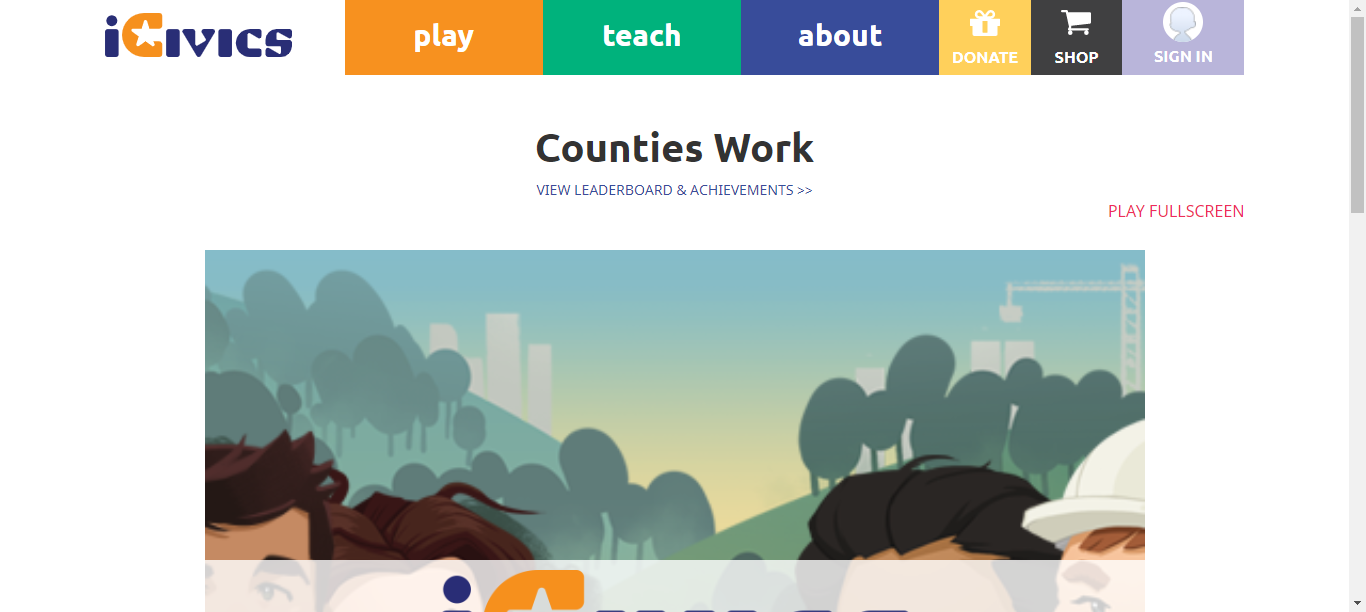 iCivics
play
teach
about
DONATE
SHOP
SIGN IN
Counties Work
VIEW LEADERBOARD & ACHIEVEMENTS >>
PLAY FULLSCREEN